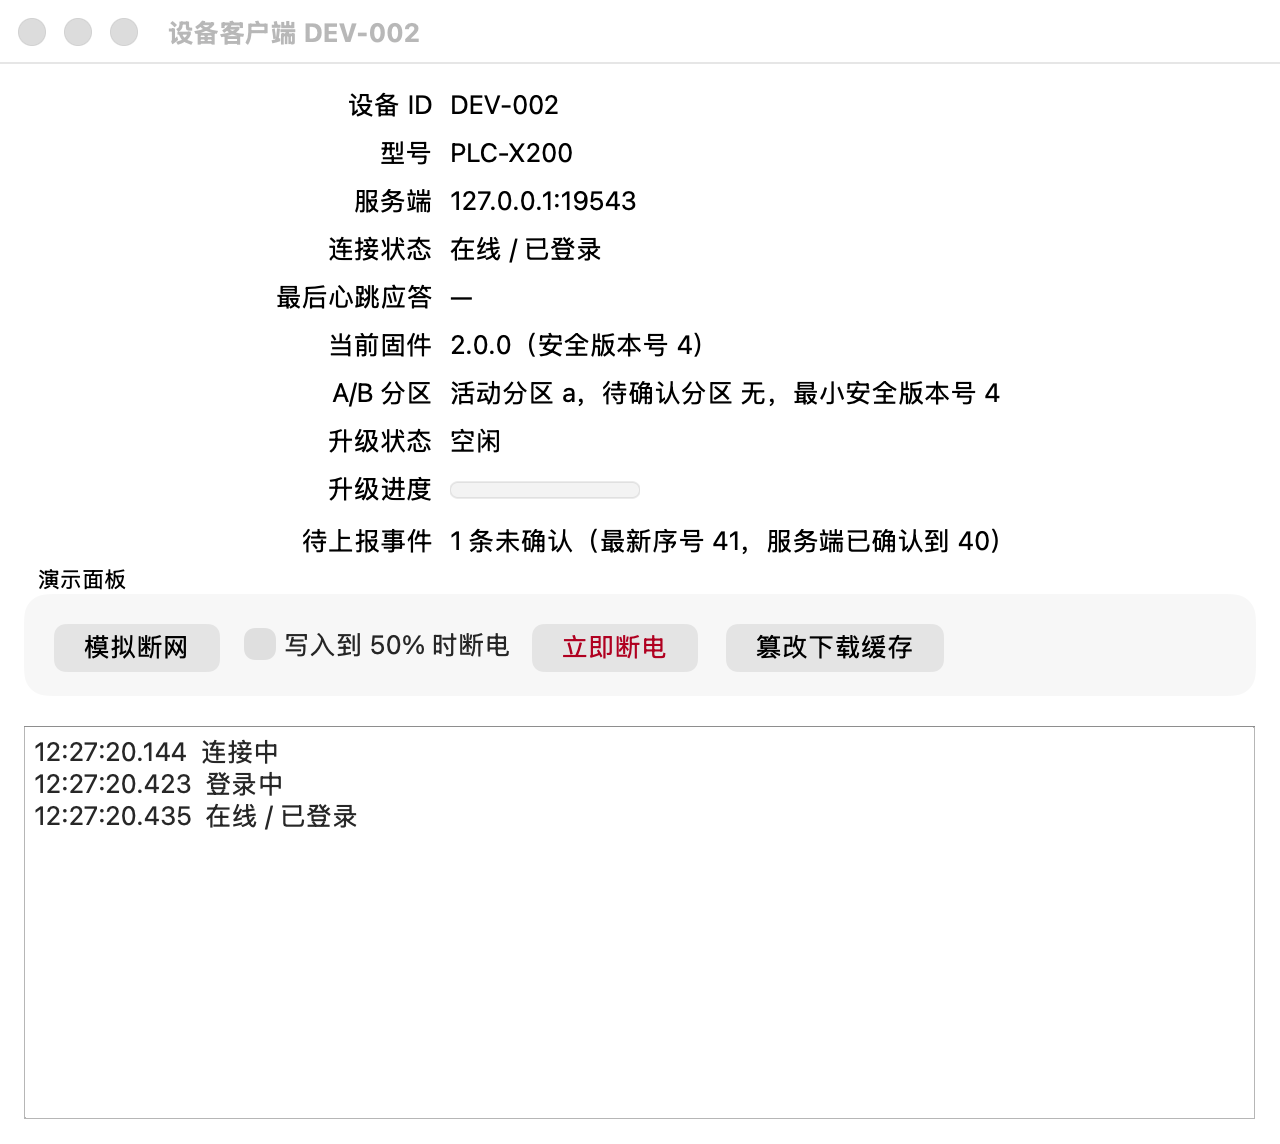 设备客户端 DEV-002
设备 ID DEV-002
型号 PLC-X200
服务端 127.0.0.1:19543
连接状态 在线 / 已登录
最后心跳应答 —
当前固件 2.0.0（安全版本号 4）
A/B 分区 活动分区 a，待确认分区 无，最小安全版本号 4
升级状态 空闲
升级进度
待上报事件 1 条未确认（最新序号 41，服务端已确认到 40）
演示面板
模拟断网 写入到 50% 时断电 立即断电 篡改下载缓存
12:27:20.144 连接中
12:27:20.423 登录中
12:27:20.435 在线 / 已登录